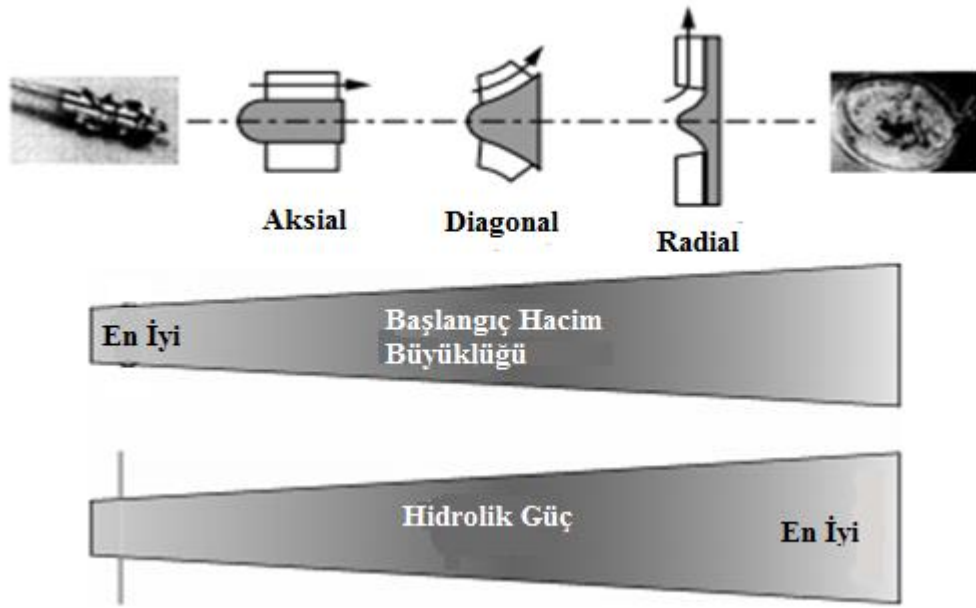 Aksial
Diagonal
Radial
En İyi
Başlangıç Hacim
Büyüklüğü
Hidrolik Güç
En İyi